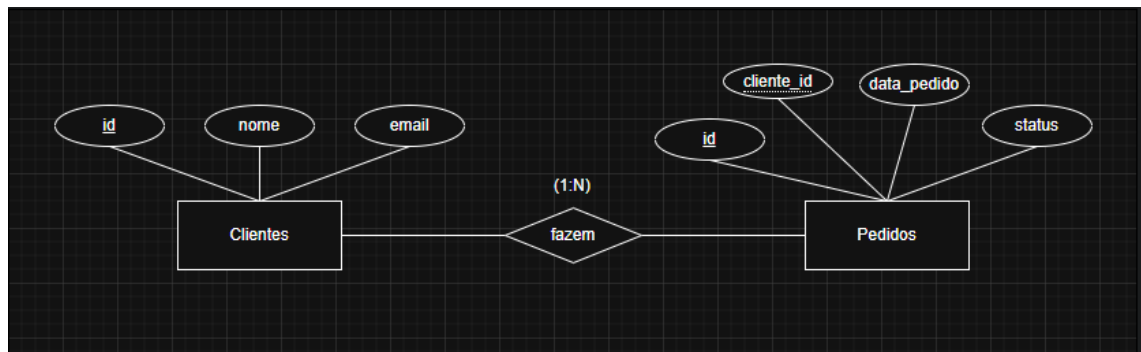 id
nome
email
id
cliente_id
data_pedido
status
(1:N)
Clientes
fazem
Pedidos